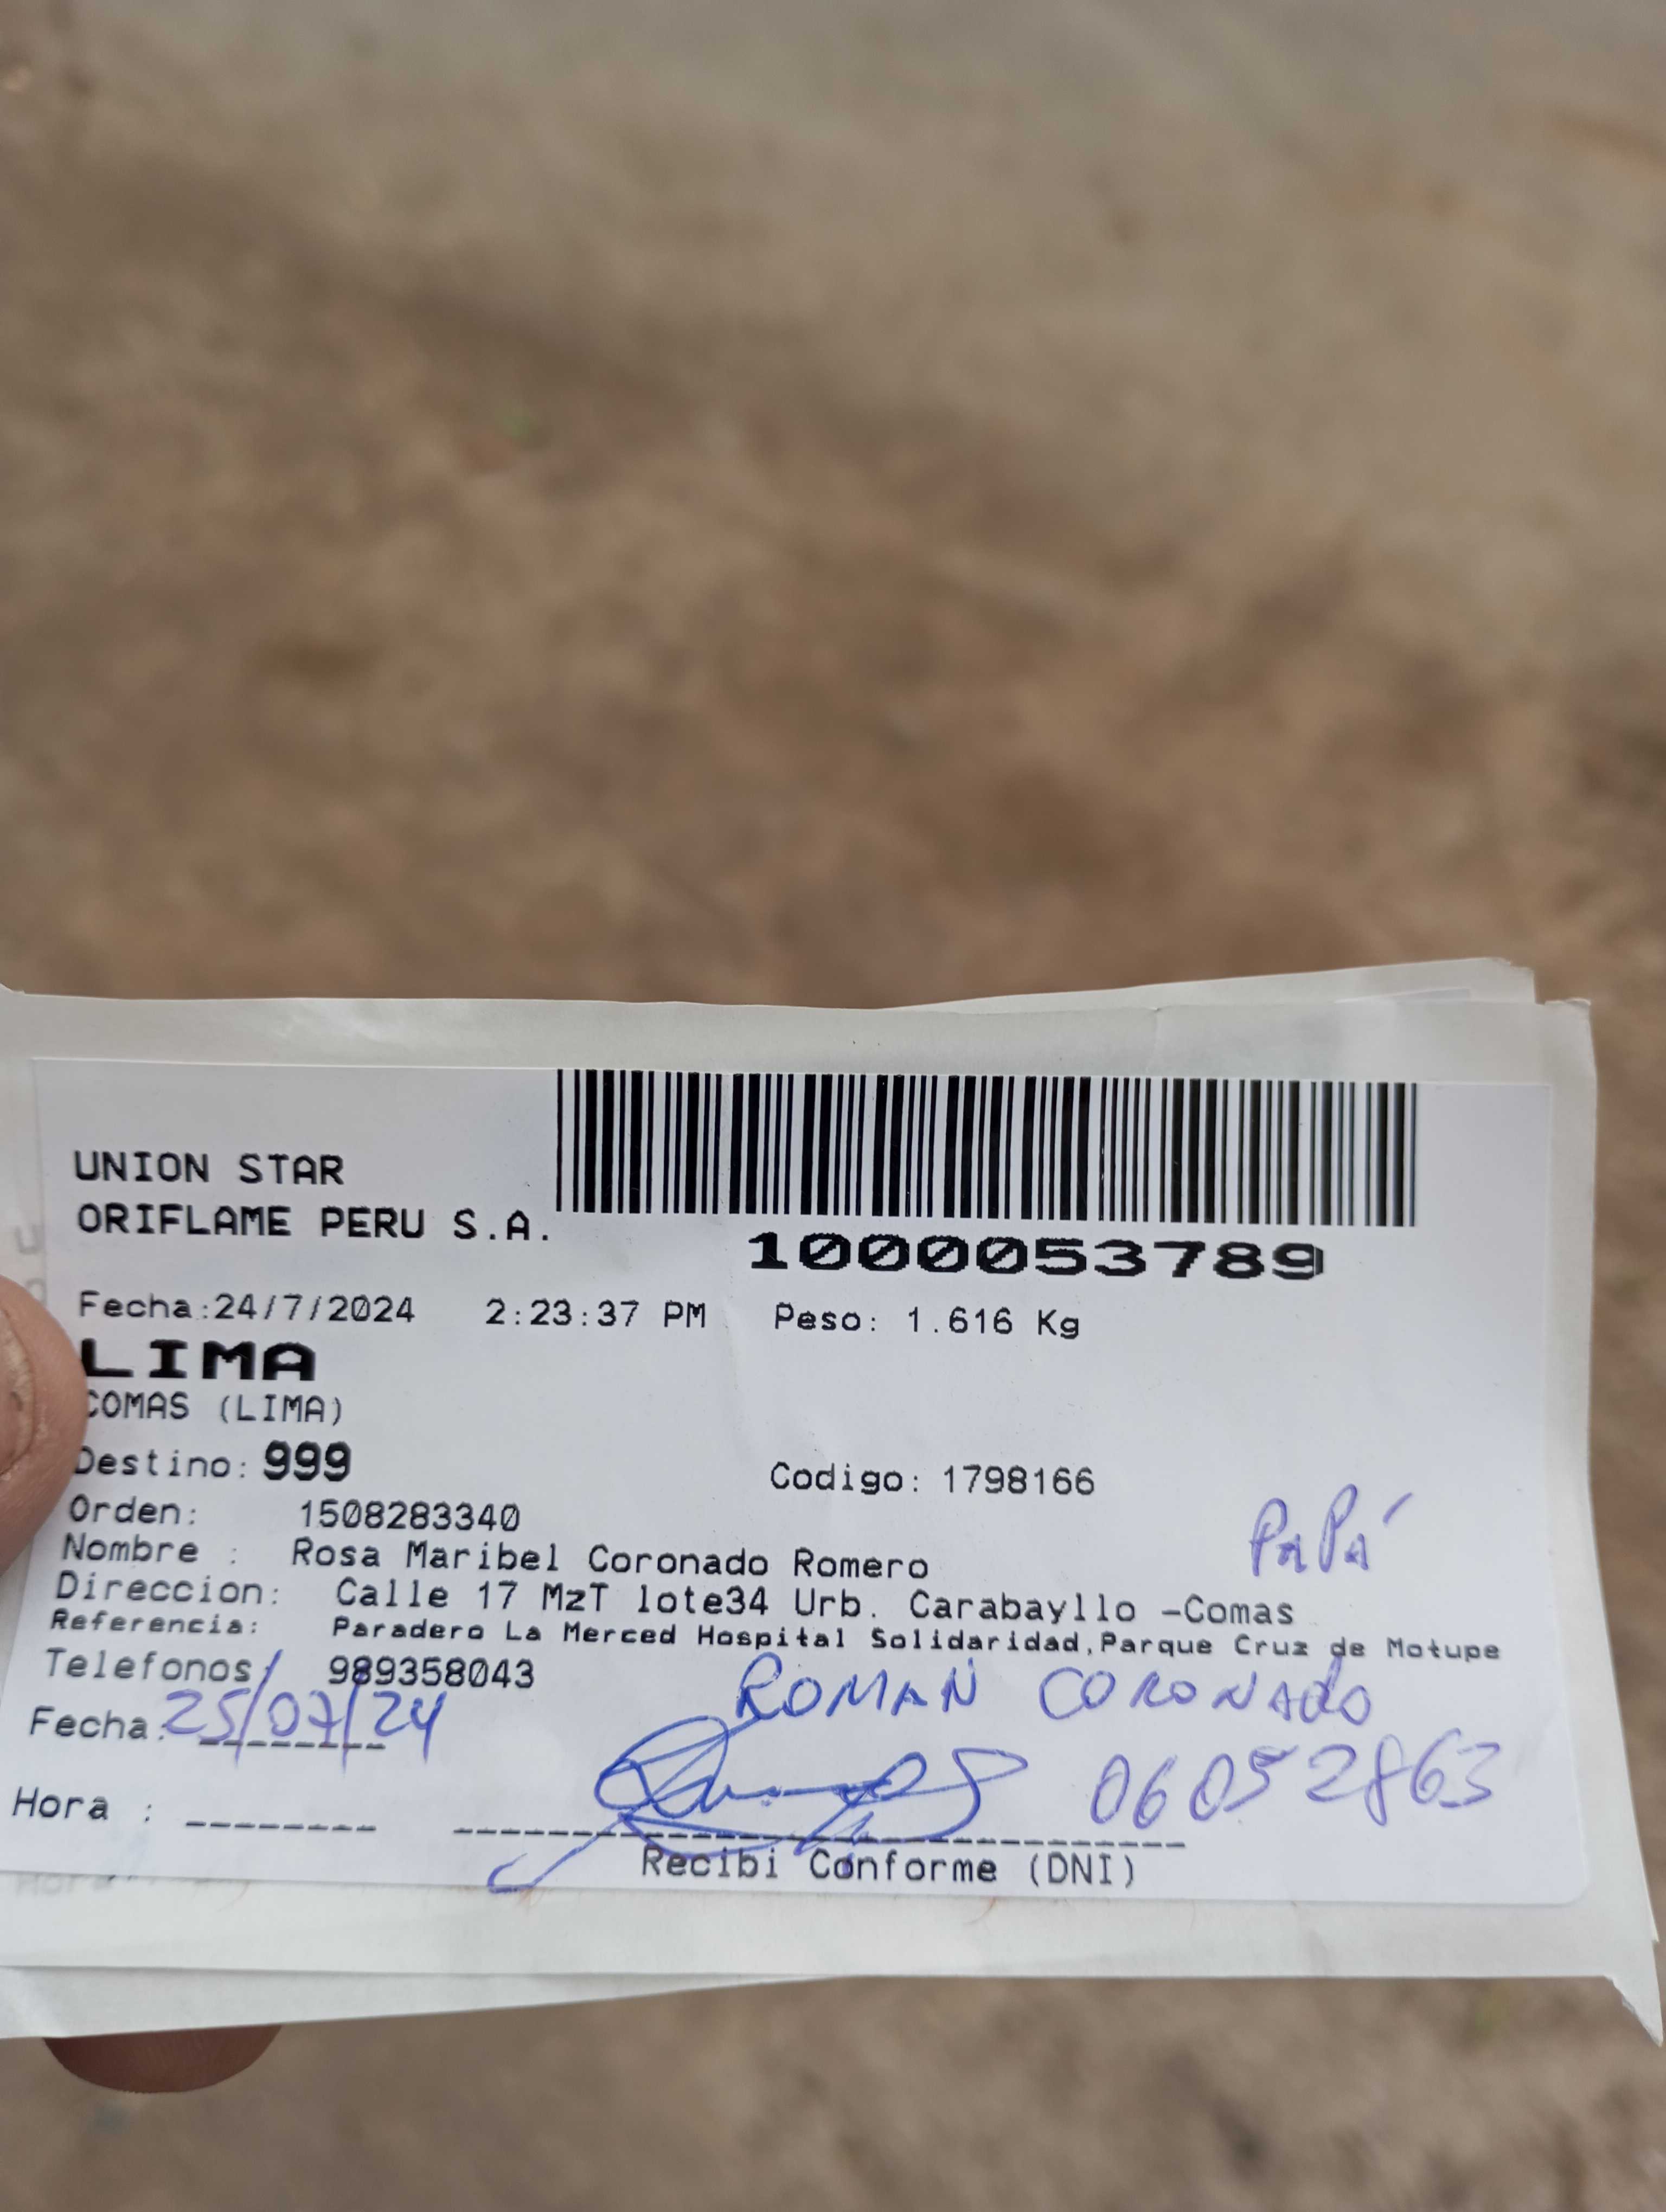 UNION STAR
ORIFLAME PERU S.A.
1000053789
Fecha:24/7/2024 2:23:37 PM Peso: 1.616 Kg
LIMA
COMAS (LIMA)
Destino: 999 Codigo: 1798166
Orden: 1508283340
PAPÁ
Nombre : Rosa Maribel Coronado Romero
Direccion: Calle 17 MzT lote34 Urb. Carabayllo -Comas
Referencia: Paradero La Merced Hospital Solidaridad,Parque Cruz de Motupe
Telefonos/ 989358043
ROMAN CORONADO
Fecha: 25/07/24
06052863
Hora :
Recibi Conforme (DNI)